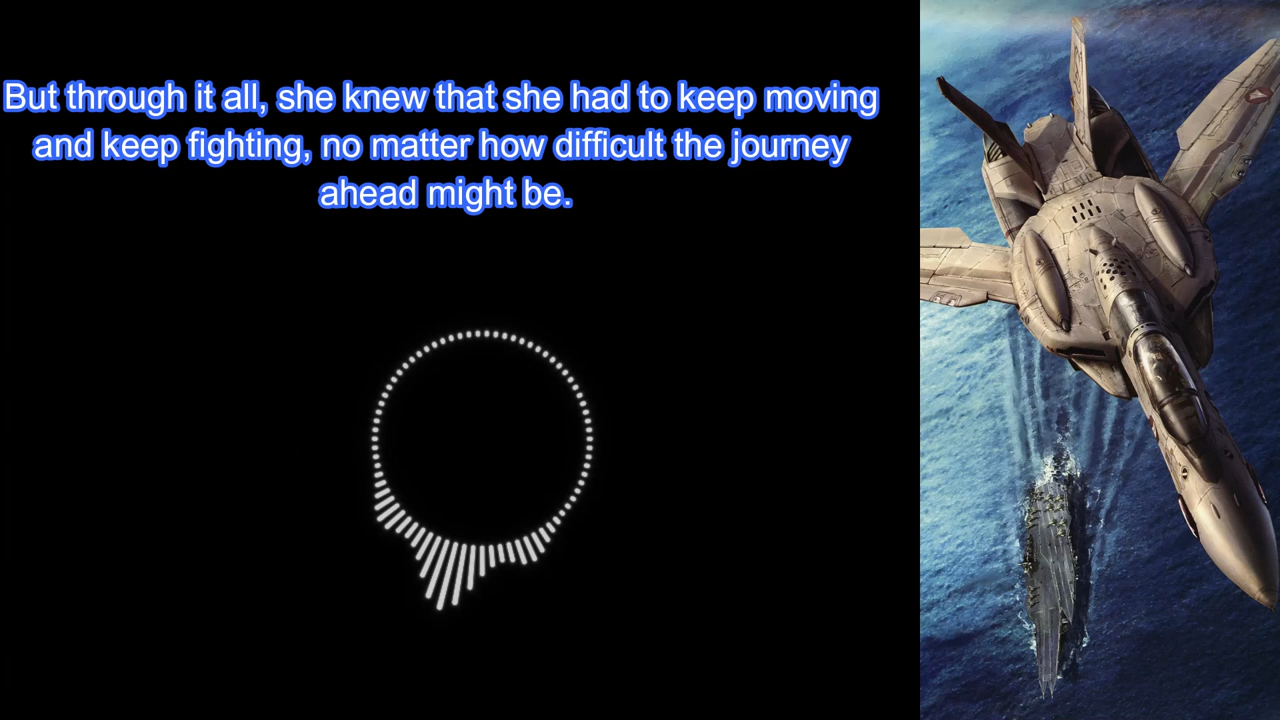 But through it all, she knew that she had to keep moving
and keep fighting, no matter how difficult the journey
ahead might be.